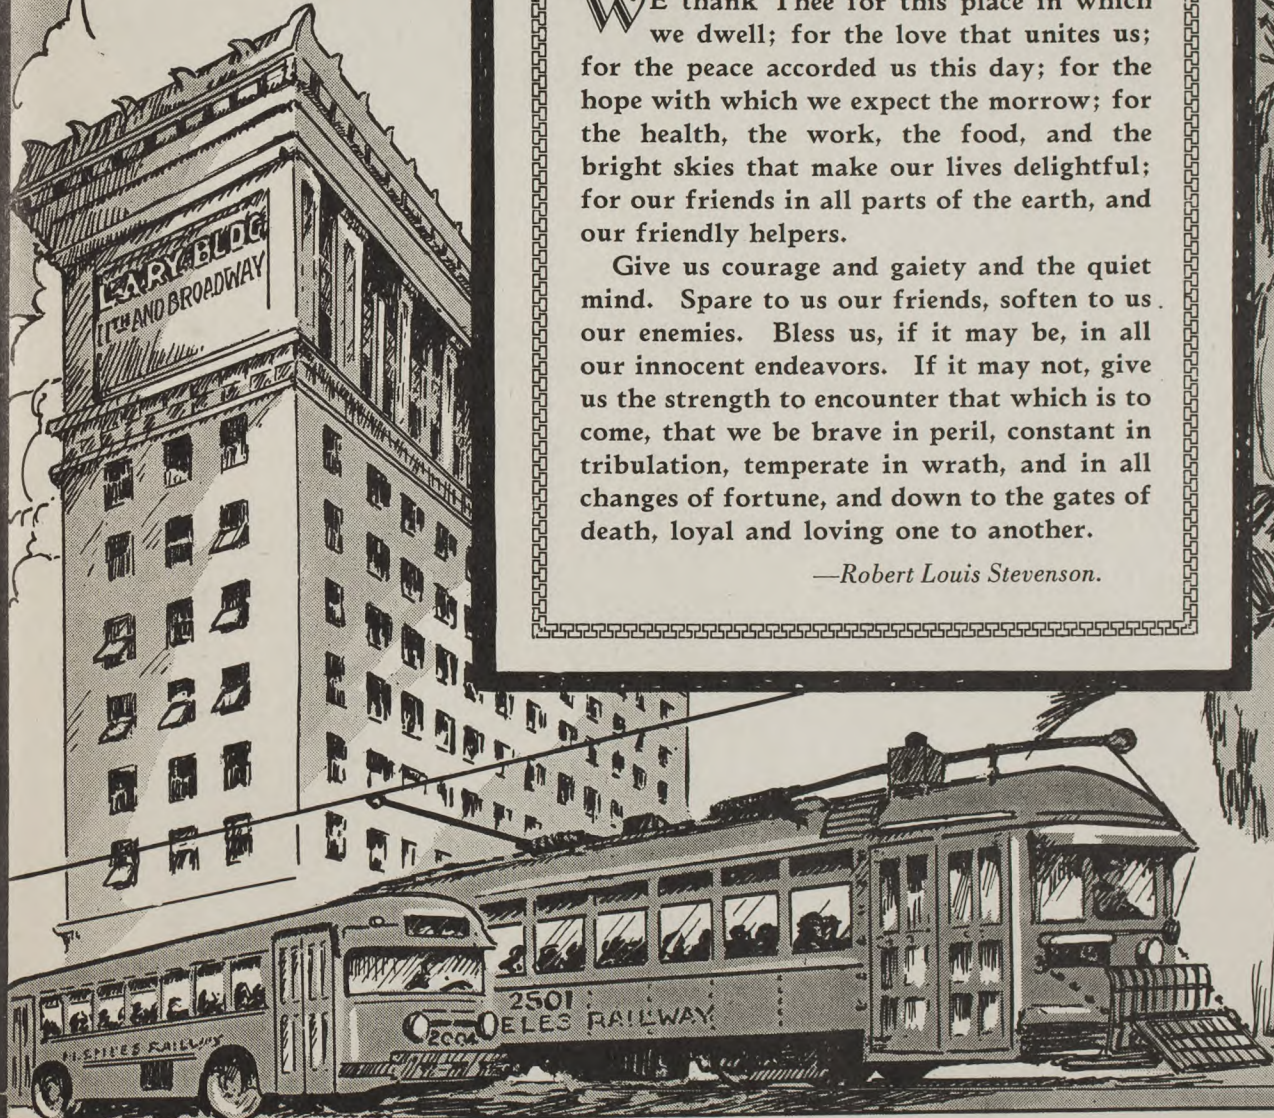 WE thank Thee for this place in which
we dwell; for the love that unites us;
for the peace accorded us this day; for the
hope with which we expect the morrow; for
the health, the work, the food, and the
bright skies that make our lives delightful;
for our friends in all parts of the earth, and
our friendly helpers.
Give us courage and gaiety and the quiet
mind. Spare to us our friends, soften to us
our enemies. Bless us, if it may be, in all
our innocent endeavors. If it may not, give
us the strength to encounter that which is to
come, that we be brave in peril, constant in
tribulation, temperate in wrath, and in all
changes of fortune, and down to the gates of
death, loyal and loving one to another.
—Robert Louis Stevenson.
L.A.RY. BLDG
11TH AND BROADWAY
2501
ELES RAILWAY
2004
RAILWAY